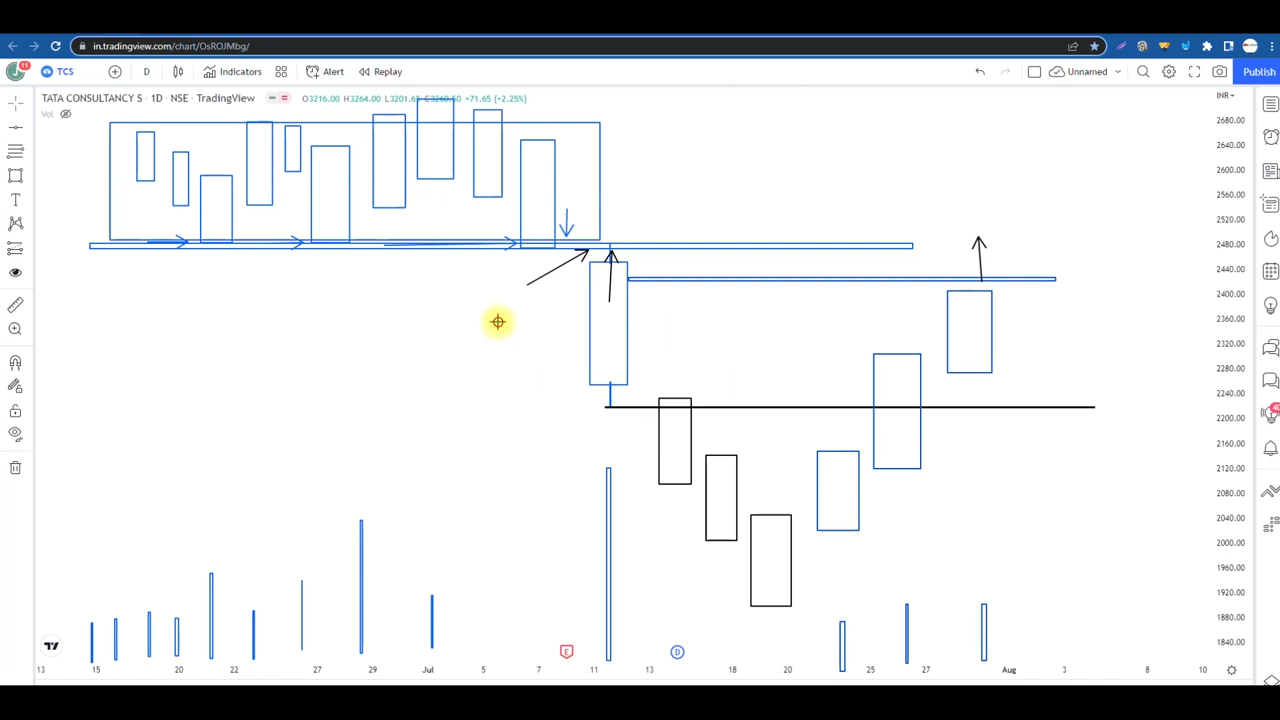 in.tradingview.com/chart/OsROJMbg/
11
TCS
D
Indicators
Alert
Replay
Unnamed
Publish
TATA CONSULTANCY S · 1D · NSE · TradingView
O3216.00 H3264.00 L3201.65 C3260.50 +71.65 (+2.25%)
INR
Vol
2680.00
2640.00
2600.00
2560.00
2520.00
2480.00
2440.00
2400.00
2360.00
2320.00
2280.00
2240.00
2200.00
2160.00
2120.00
2080.00
2040.00
2000.00
1960.00
1920.00
1880.00
1840.00
T
E
D
13
15
20
22
27
29
Jul
5
7
11
13
18
20
25
27
Aug
3
8
10